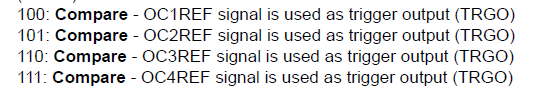 100: Compare - OC1REF signal is used as trigger output (TRGO)
101: Compare - OC2REF signal is used as trigger output (TRGO)
110: Compare - OC3REF signal is used as trigger output (TRGO)
111: Compare - OC4REF signal is used as trigger output (TRGO)